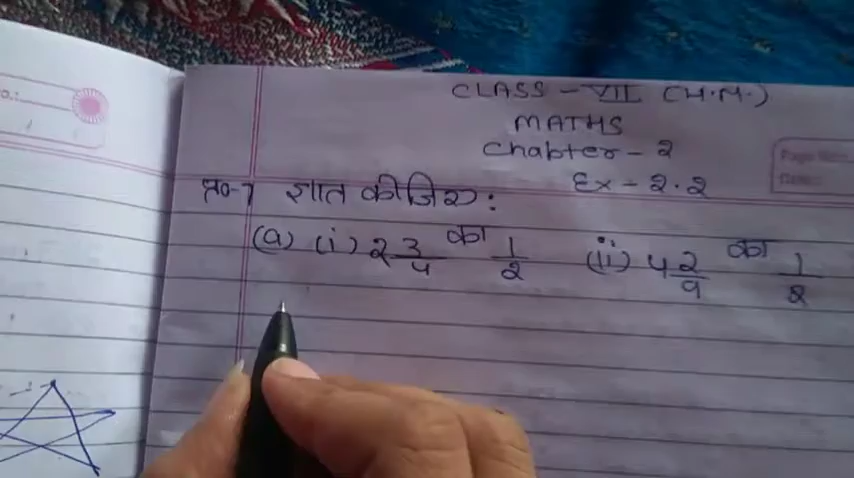 CLASS - VII (H.M.)
MATHS
Chapter - 2
Ex - 2.2
प्र०-7 ज्ञात कीजिए:
(a) (i) 2 3/4 का 1/2 (ii) 4 2/9 का 1/2